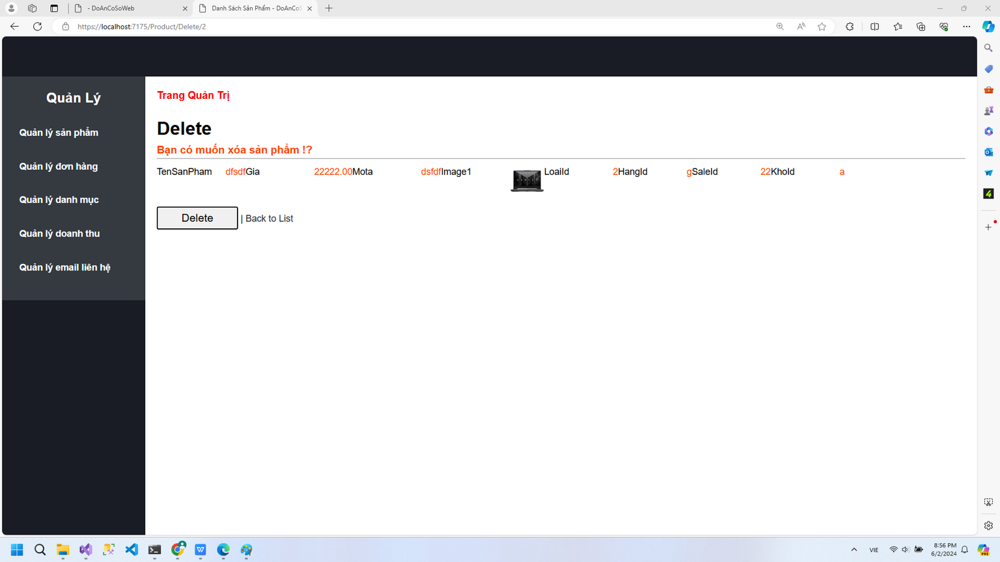 - DoAnCoSoWeb
Danh Sách Sản Phẩm - DoAnCoS
https://localhost:7175/Product/Delete/2
Quản Lý
Quản lý sản phẩm
Quản lý đơn hàng
Quản lý danh mục
Quản lý doanh thu
Quản lý email liên hệ
Trang Quản Trị
Delete
Bạn có muốn xóa sản phẩm !?
TenSanPham dfsdfGia 22222.00Mota dsfdfImage1 LoaiId 2HangId gSaleId 22KhoId a
Delete | Back to List
VIE
8:56 PM
6/2/2024